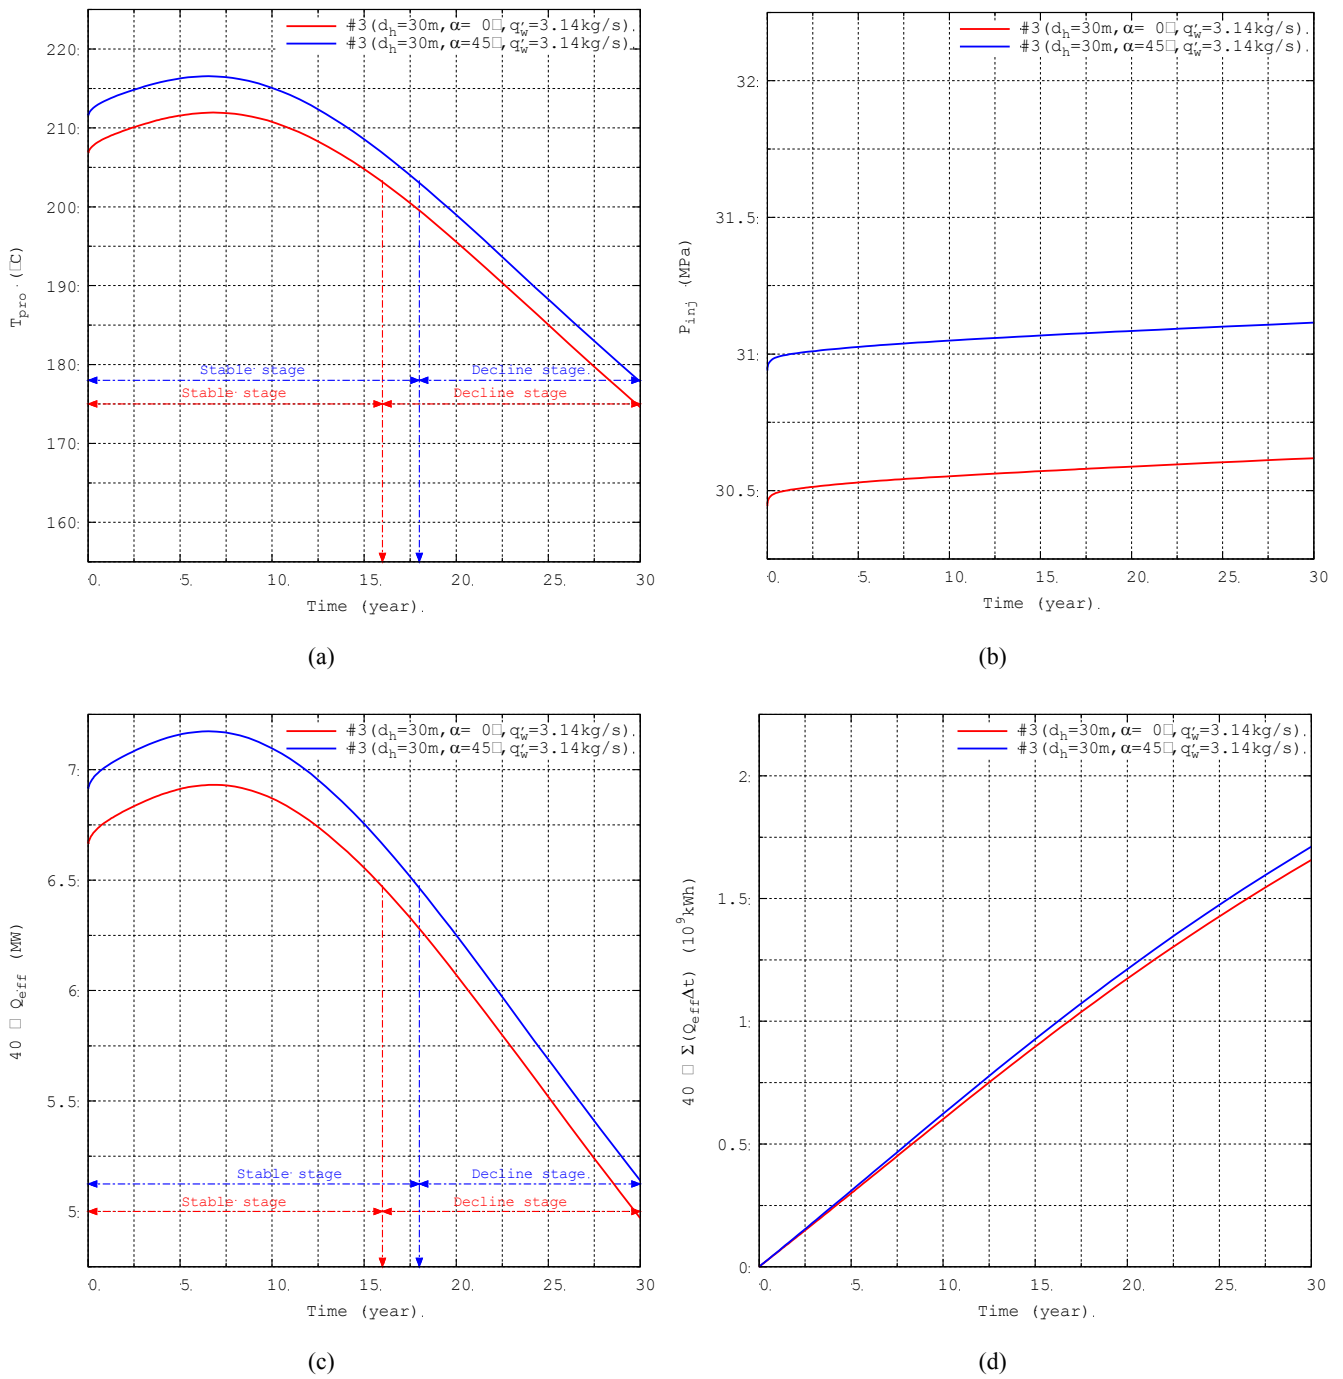 #3(dh=30m,α= 0□,q'w=3.14kg/s).
#3(dh=30m,α=45□,q'w=3.14kg/s).
220:
210:
200:
190:
180:
170:
160:
Tpro (□C)
Stable stage
Decline stage
Stable stage
Decline stage
0. 5. 10. 15. 20. 25. 30
Time (year).
(a)
#3(dh=30m,α= 0□,q'w=3.14kg/s).
#3(dh=30m,α=45□,q'w=3.14kg/s).
32:
31.5:
31:
30.5:
Pinj (MPa)
0. 5. 10. 15. 20. 25. 30
Time (year).
(b)
#3(dh=30m,α= 0□,q'w=3.14kg/s).
#3(dh=30m,α=45□,q'w=3.14kg/s).
7:
6.5:
6:
5.5:
5:
40 □ Qeff (MW)
Stable stage
Decline stage
Stable stage
Decline stage
0. 5. 10. 15. 20. 25. 30
Time (year).
(c)
#3(dh=30m,α= 0□,q'w=3.14kg/s).
#3(dh=30m,α=45□,q'w=3.14kg/s).
2:
1.5:
1:
0.5:
0:
40 □ Σ(QeffΔt) (10⁹kWh)
0. 5. 10. 15. 20. 25. 30
Time (year).
(d)